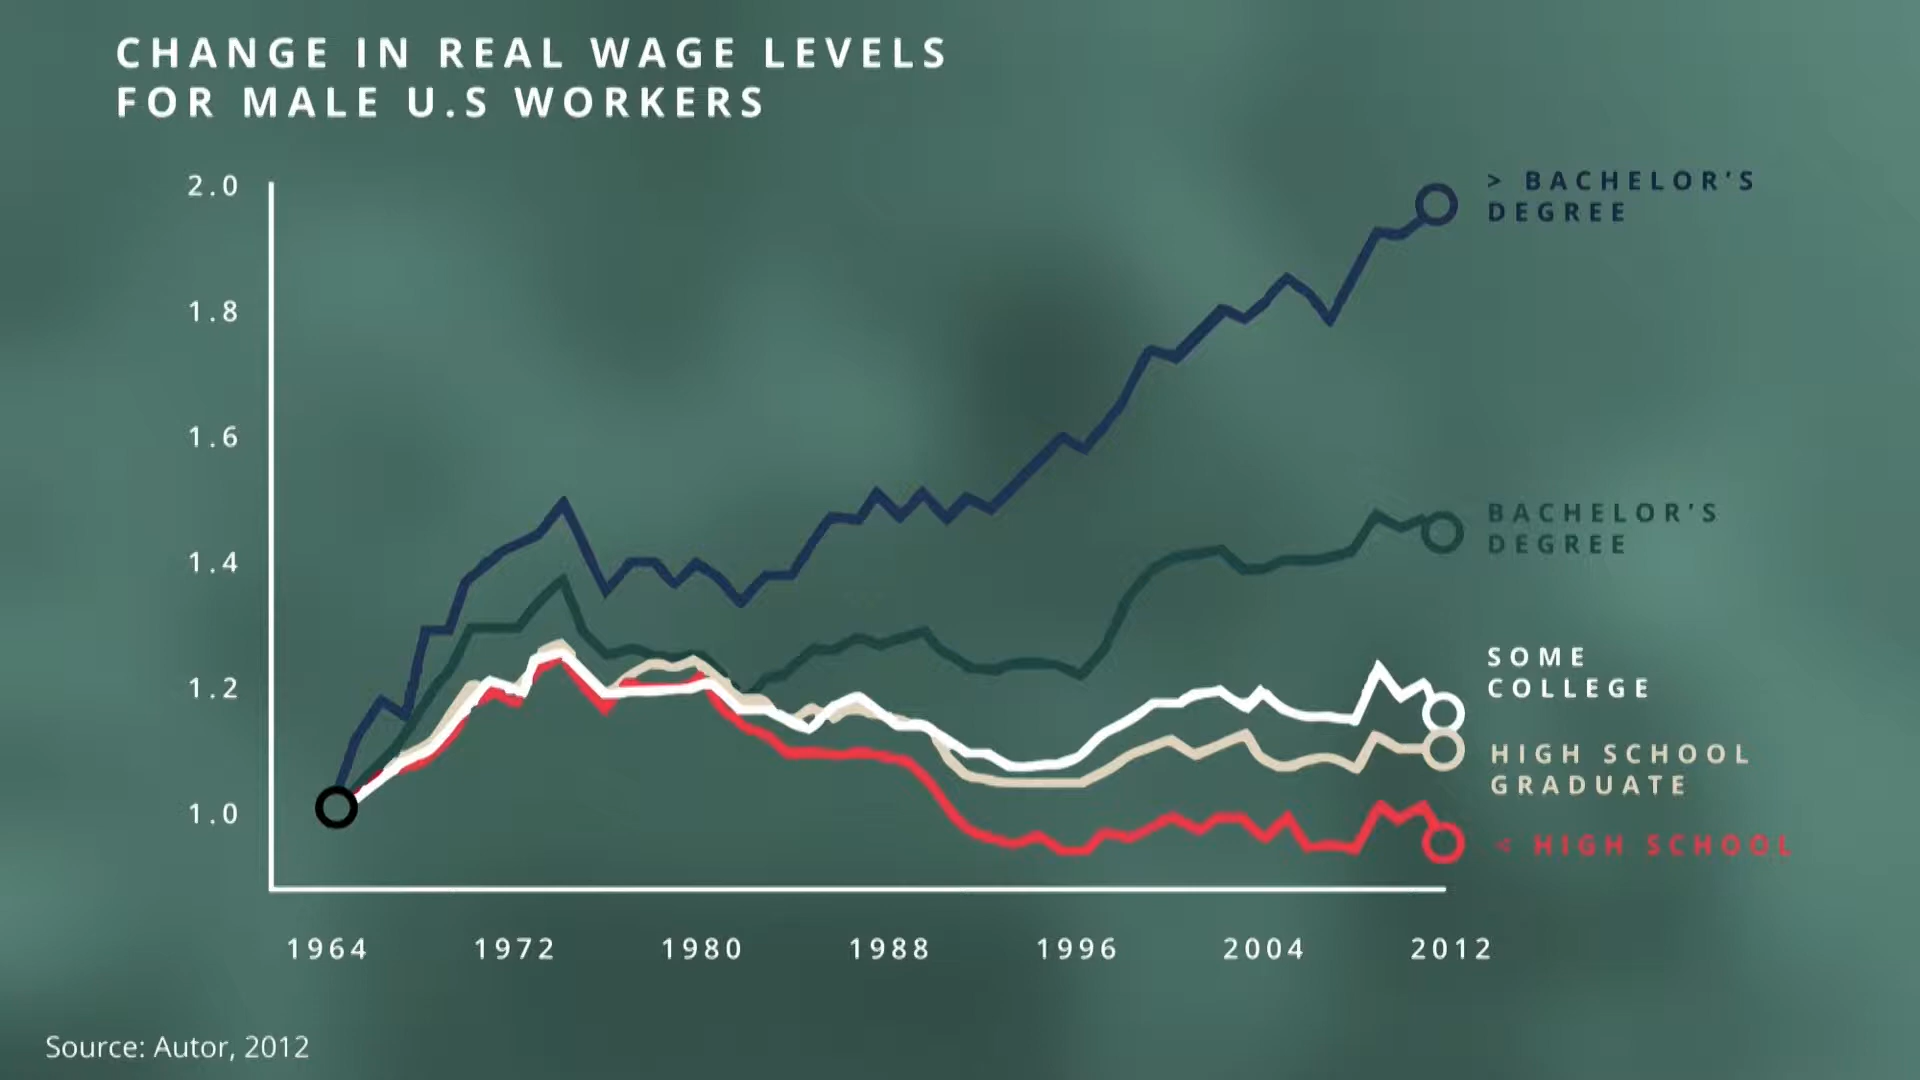 CHANGE IN REAL WAGE LEVELS
FOR MALE U.S WORKERS
2.0
1.8
1.6
1.4
1.2
1.0
> BACHELOR'S
DEGREE
BACHELOR'S
DEGREE
SOME
COLLEGE
HIGH SCHOOL
GRADUATE
< HIGH SCHOOL
1964 1972 1980 1988 1996 2004 2012
Source: Autor, 2012